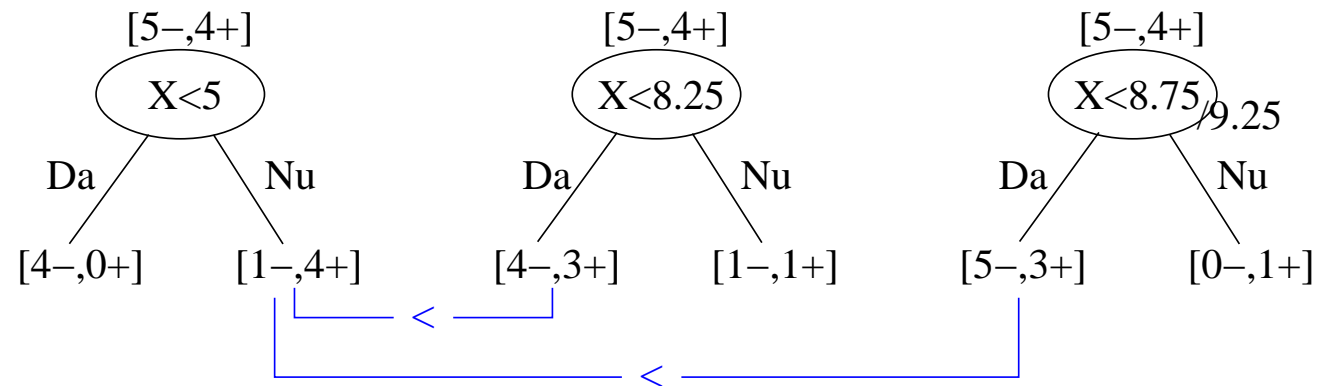 [5−,4+] [5−,4+] [5−,4+]
X<5 X<8.25 X<8.75/9.25
Da Nu Da Nu Da Nu
[4−,0+] [1−,4+] [4−,3+] [1−,1+] [5−,3+] [0−,1+]
<
<